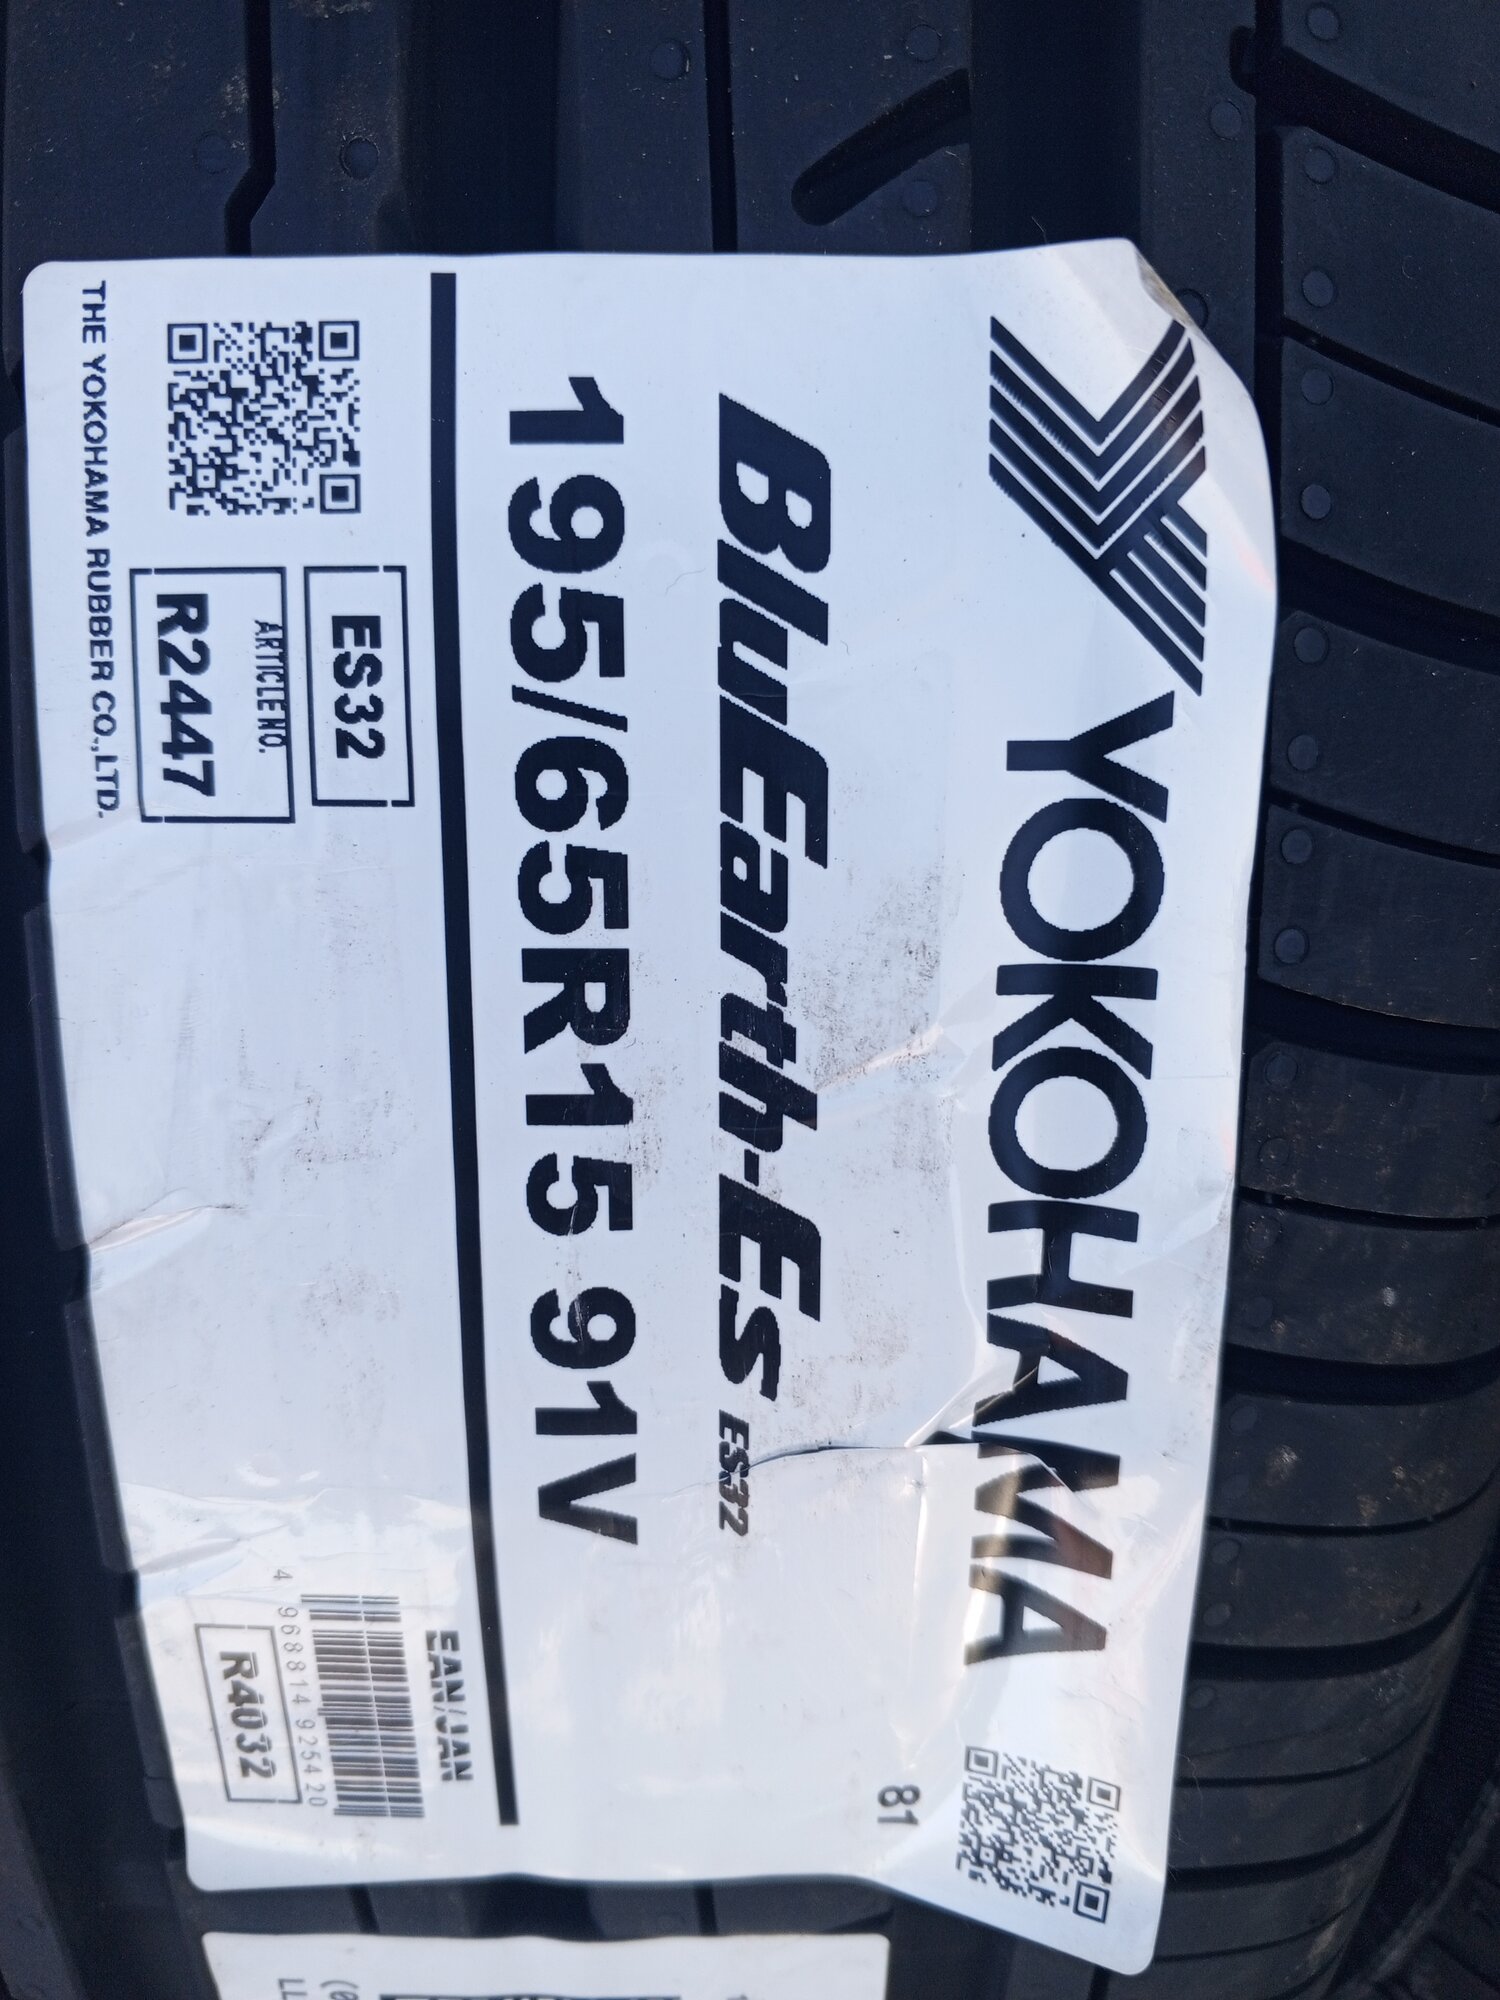 YOKOHAMA
BluEarth-Es ES32
81
195/65R15 91V
ES32
ARTICLE NO.
R2447
THE YOKOHAMA RUBBER CO.,LTD.
EAN/JAN
4 968814 925420
R4032